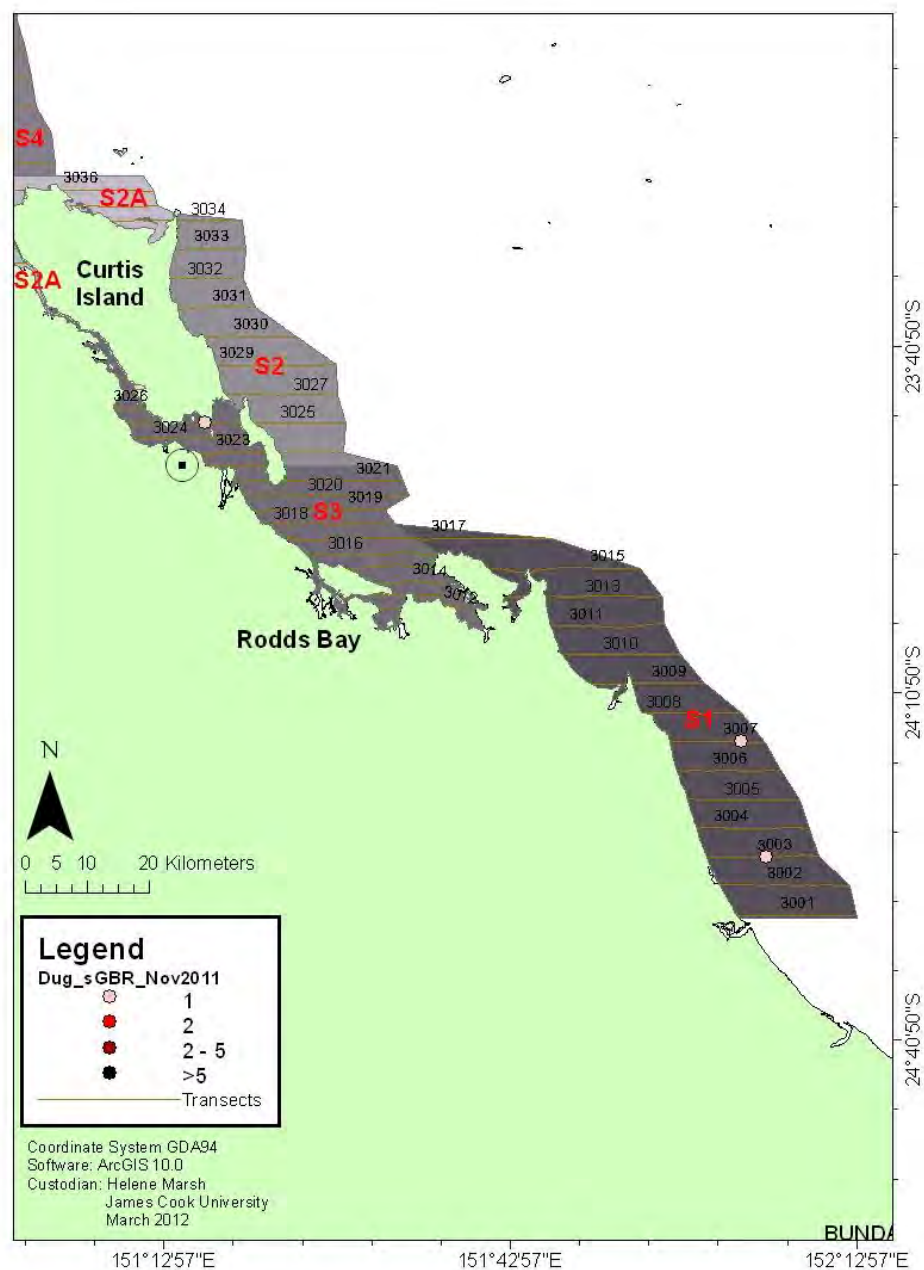 S4
3036
S2A
3034
3033
S2A
Curtis
Island
3032
3031
3030
3029
S2
3027
3026
3025
3024
3023
3021
3020
3019
3018
S3
3017
3016
3015
3014
3013
3012
3011
Rodds Bay
3010
3009
3008
S1
3007
3006
3005
3004
3003
3002
3001
N
0 5 10 20 Kilometers
Legend
Dug_sGBR_Nov2011
1
2
2 - 5
>5
Transects
Coordinate System GDA94
Software: ArcGIS 10.0
Custodian: Helene Marsh
James Cook University
March 2012
BUNDA
23°40'50"S
24°10'50"S
24°40'50"S
151°12'57"E
151°42'57"E
152°12'57"E